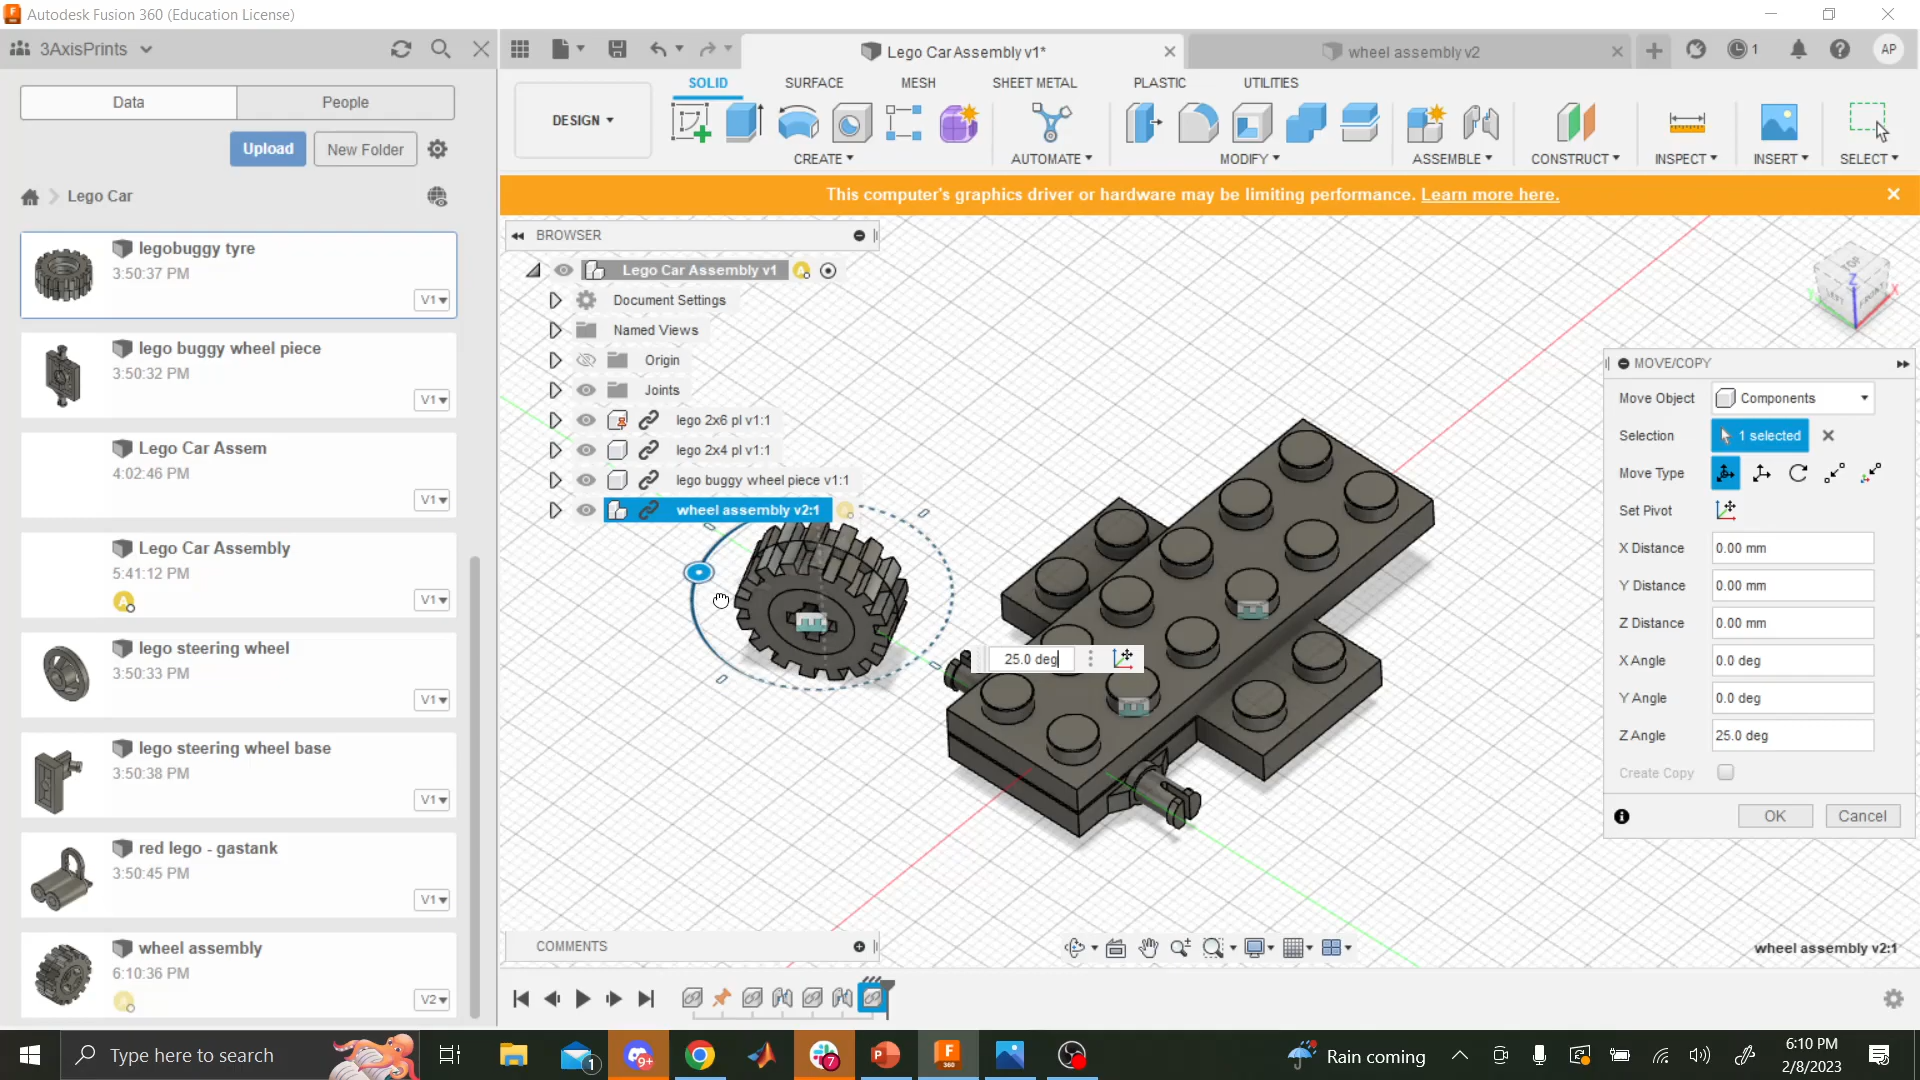 Autodesk Fusion 360 (Education License)
3AxisPrints
Lego Car Assembly v1*
wheel assembly v2
1
AP
Data
People
SOLID
SURFACE
MESH
SHEET METAL
PLASTIC
UTILITIES
DESIGN
Upload
New Folder
CREATE
AUTOMATE
MODIFY
ASSEMBLE
CONSTRUCT
INSPECT
INSERT
SELECT
Lego Car
This computer's graphics driver or hardware may be limiting performance. Learn more here.
legobuggy tyre
3:50:37 PM
V1
lego buggy wheel piece
3:50:32 PM
V1
Lego Car Assem
4:02:46 PM
V1
Lego Car Assembly
5:41:12 PM
V1
lego steering wheel
3:50:33 PM
V1
lego steering wheel base
3:50:38 PM
V1
red lego - gastank
3:50:45 PM
V1
wheel assembly
6:10:36 PM
V2
BROWSER
Lego Car Assembly v1
Document Settings
Named Views
Origin
Joints
lego 2x6 pl v1:1
lego 2x4 pl v1:1
lego buggy wheel piece v1:1
wheel assembly v2:1
25.0 deg
TOP
LEFT
Z
X
MOVE/COPY
Move Object
Components
Selection
1 selected
Move Type
Set Pivot
X Distance
0.00 mm
Y Distance
0.00 mm
Z Distance
0.00 mm
X Angle
0.0 deg
Y Angle
0.0 deg
Z Angle
25.0 deg
Create Copy
OK
Cancel
COMMENTS
wheel assembly v2:1
Type here to search
1
9+
7
F
360
Rain coming
6:10 PM
2/8/2023